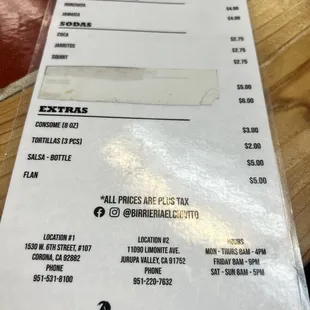 HORCHATA $4.00
JAMAICA $4.00
SODAS
COCA $2.75
JARRITOS $2.75
SQUIRT $2.75
$5.00
$6.00
EXTRAS
CONSOME (8 OZ) $3.00
TORTILLAS (3 PCS) $2.00
SALSA - BOTTLE $5.00
FLAN $5.00
*ALL PRICES ARE PLUS TAX
@BIRRIERIAELCHIVITO
LOCATION #1
1530 W. 6TH STREET, #107
CORONA, CA 92882
PHONE
951-531-8100
LOCATION #2
11090 LIMONITE AVE.
JURUPA VALLEY, CA 91752
PHONE
951-220-7632
HOURS
MON - THURS 8AM - 4PM
FRIDAY 8AM - 9PM
SAT - SUN 8AM - 5PM